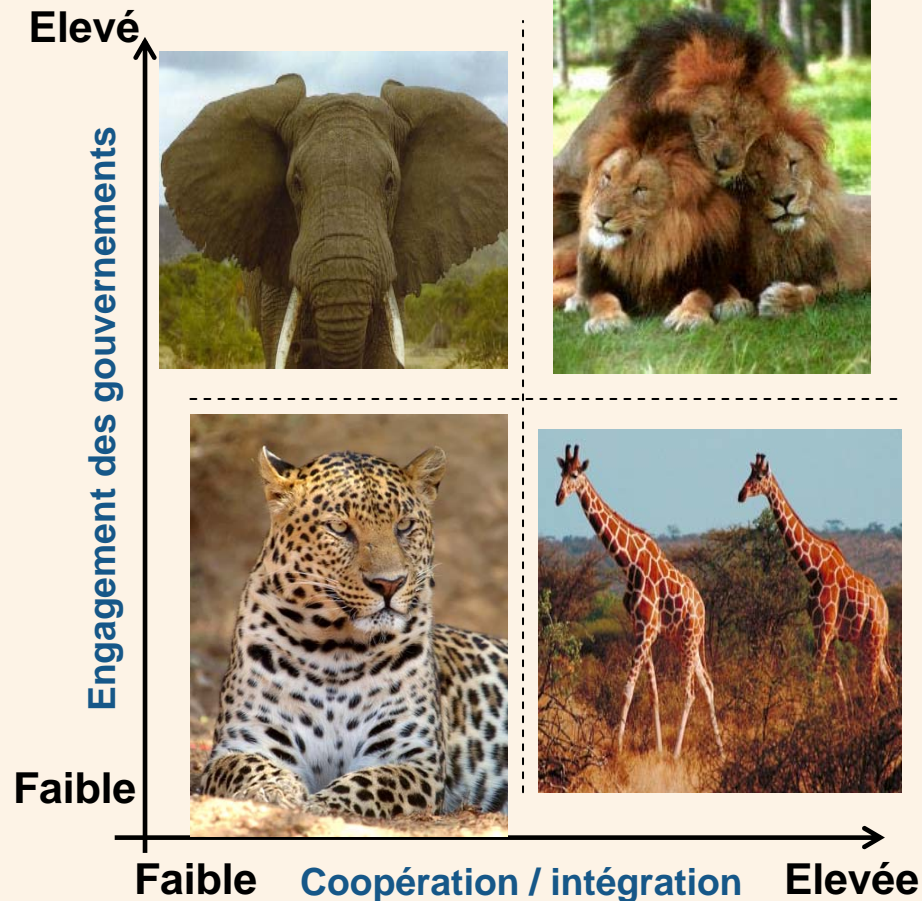 Elevé
Engagement des gouvernements
Faible
Faible
Coopération / intégration
Elevée